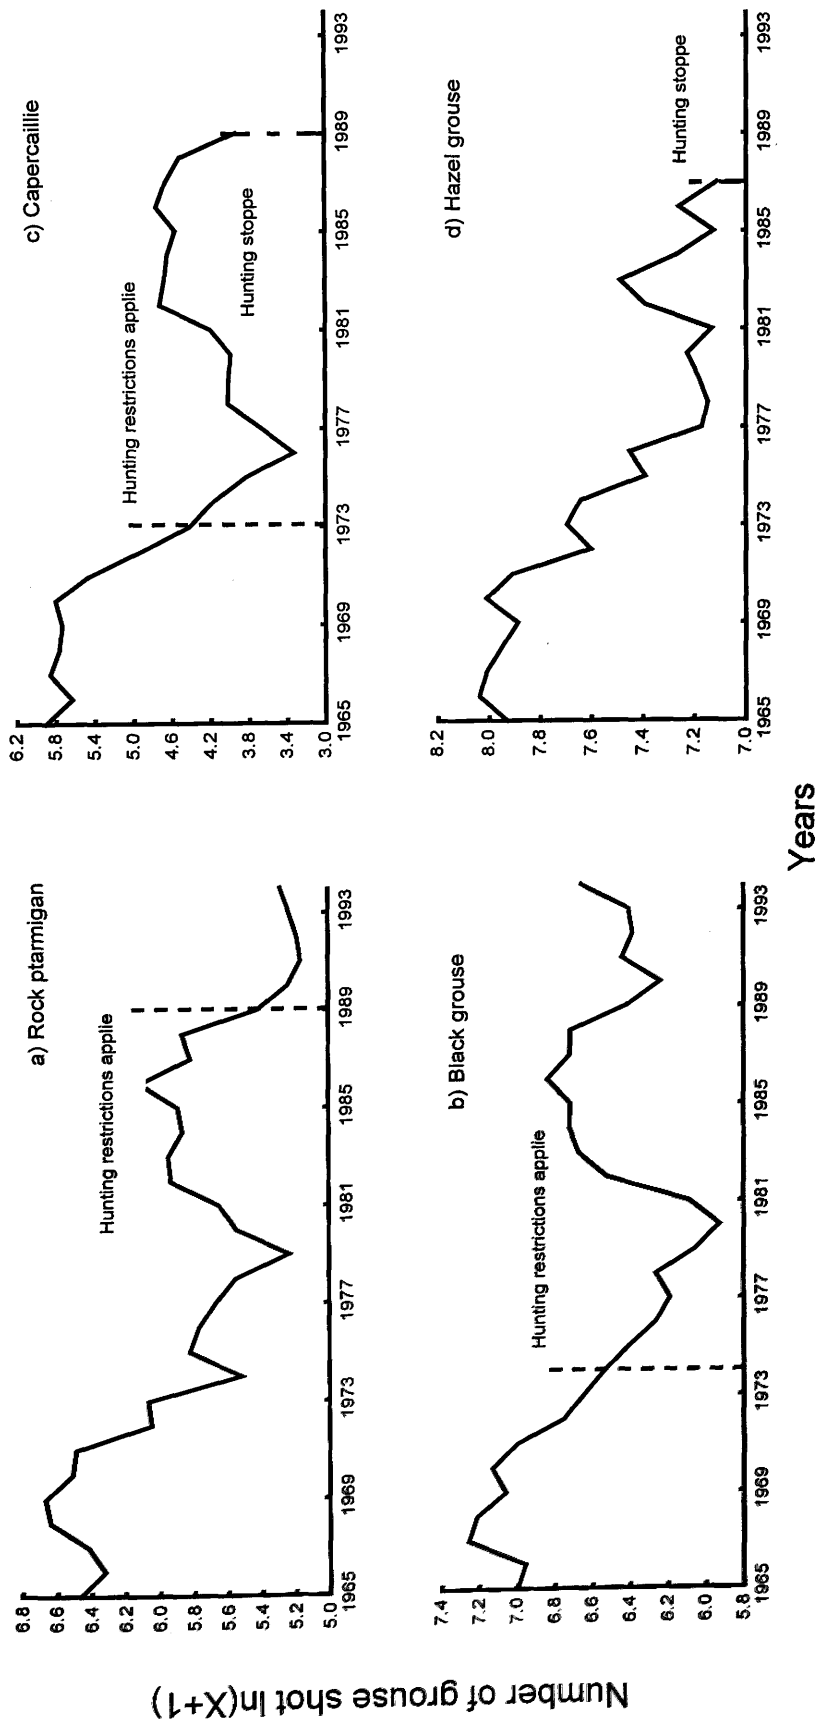 Number of grouse shot ln(X+1)
a) Rock ptarmigan
Hunting restrictions applie
6.8
6.6
6.4
6.2
6.0
5.8
5.6
5.4
5.2
5.0
1965 1969 1973 1977 1981 1985 1989 1993
c) Capercaillie
Hunting restrictions applie
Hunting stoppe
6.2
5.8
5.4
5.0
4.6
4.2
3.8
3.4
3.0
1965 1969 1973 1977 1981 1985 1989 1993
b) Black grouse
Hunting restrictions applie
7.4
7.2
7.0
6.8
6.6
6.4
6.2
6.0
5.8
1965 1969 1973 1977 1981 1985 1989 1993
d) Hazel grouse
Hunting stoppe
8.2
8.0
7.8
7.6
7.4
7.2
7.0
1965 1969 1973 1977 1981 1985 1989 1993
Years